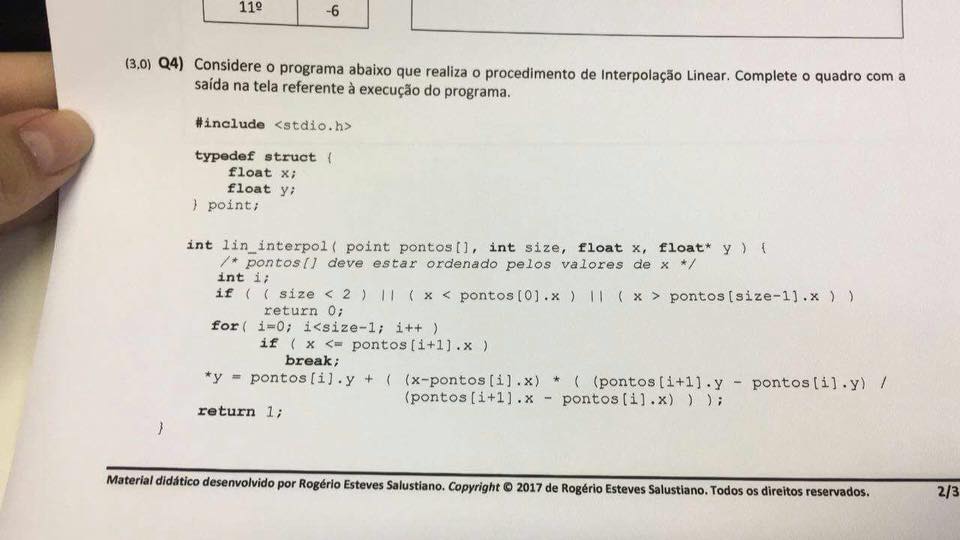 11º -6
(3,0) Q4) Considere o programa abaixo que realiza o procedimento de Interpolação Linear. Complete o quadro com a
saída na tela referente à execução do programa.
#include <stdio.h>
typedef struct {
float x;
float y;
} point;
int lin_interpol( point pontos[], int size, float x, float* y ) {
/* pontos[] deve estar ordenado pelos valores de x */
int i;
if ( ( size < 2 ) || ( x < pontos[0].x ) || ( x > pontos[size-1].x ) )
return 0;
for( i=0; i<size-1; i++ )
if ( x <= pontos[i+1].x )
break;
*y = pontos[i].y + ( (x-pontos[i].x) * ( (pontos[i+1].y - pontos[i].y) /
(pontos[i+1].x - pontos[i].x) ) );
return 1;
}
Material didático desenvolvido por Rogério Esteves Salustiano. Copyright © 2017 de Rogério Esteves Salustiano. Todos os direitos reservados. 2/3